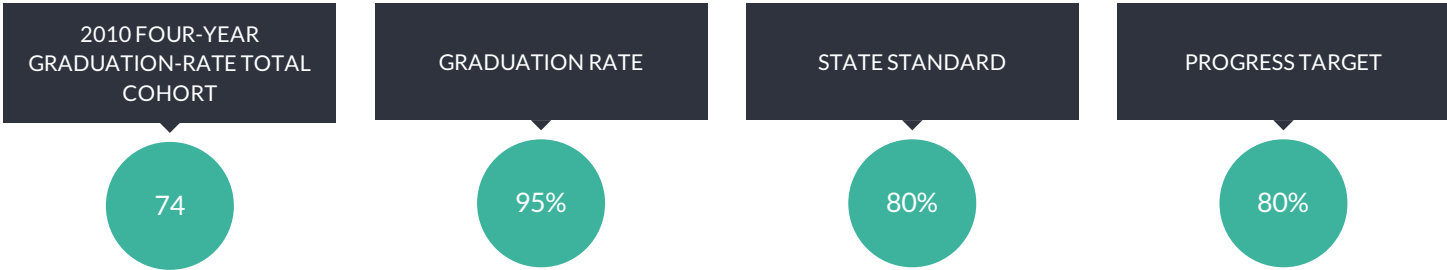 2010 FOUR-YEAR
GRADUATION-RATE TOTAL
COHORT
74
GRADUATION RATE
95%
STATE STANDARD
80%
PROGRESS TARGET
80%